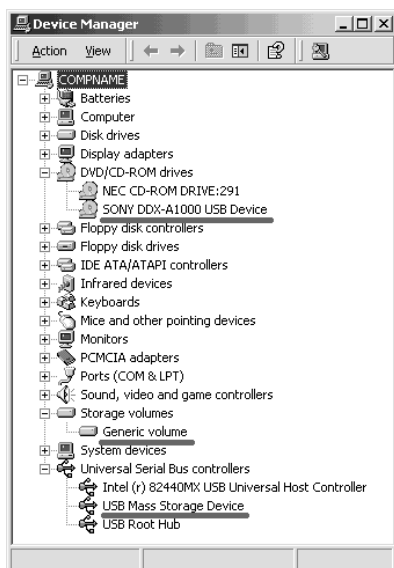 Device Manager
Action View
COMPNAME
Batteries
Computer
Disk drives
Display adapters
DVD/CD-ROM drives
NEC CD-ROM DRIVE:291
SONY DDX-A1000 USB Device
Floppy disk controllers
Floppy disk drives
IDE ATA/ATAPI controllers
Infrared devices
Keyboards
Mice and other pointing devices
Monitors
PCMCIA adapters
Ports (COM & LPT)
Sound, video and game controllers
Storage volumes
Generic volume
System devices
Universal Serial Bus controllers
Intel (r) 82440MX USB Universal Host Controller
USB Mass Storage Device
USB Root Hub